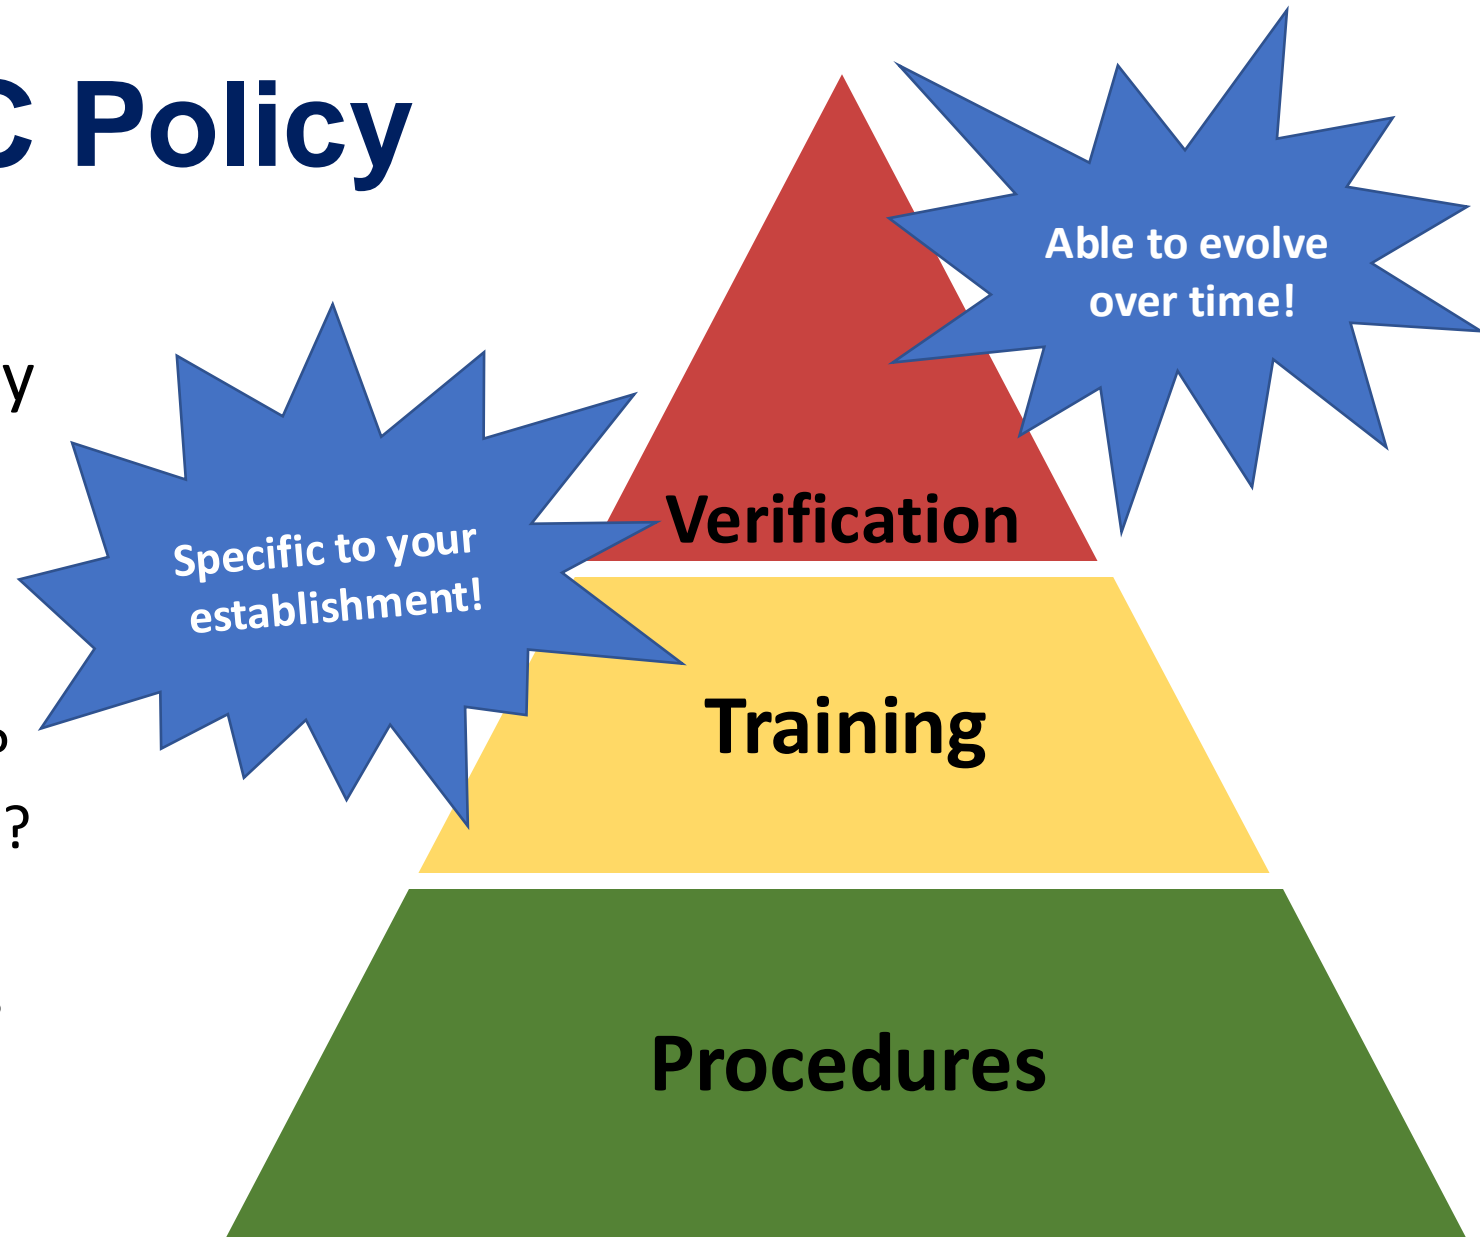 C Policy
Able to evolve
over time!
y
Specific to your
establishment!
Verification
Training
?
?
Procedures